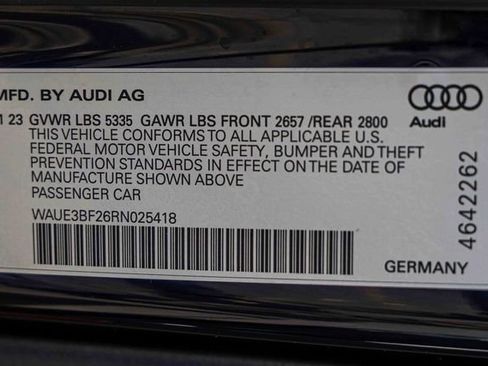 MFD. BY AUDI AG
23 GVWR LBS 5335 GAWR LBS FRONT 2657 /REAR 2800
THIS VEHICLE CONFORMS TO ALL APPLICABLE U.S.
FEDERAL MOTOR VEHICLE SAFETY, BUMPER AND THEFT
PREVENTION STANDARDS IN EFFECT ON THE DATE OF
MANUFACTURE SHOWN ABOVE
PASSENGER CAR
WAUE3BF26RN025418
Audi
4642262
GERMANY